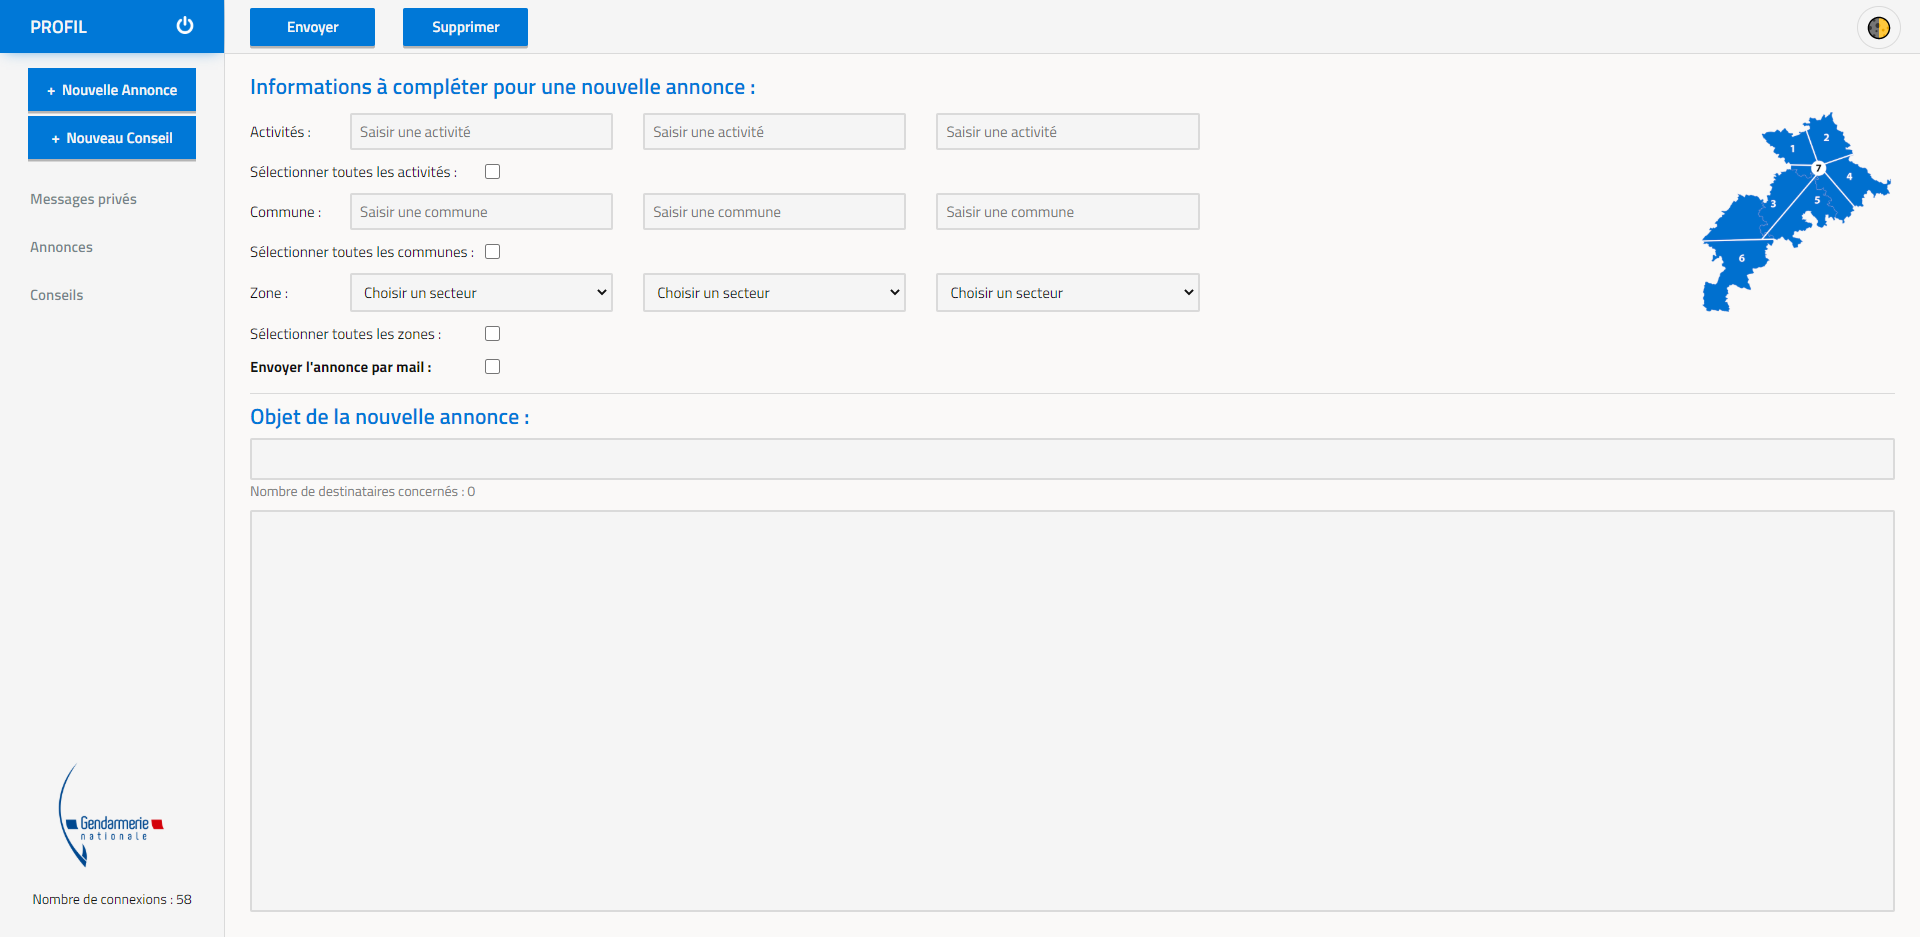 PROFIL
Envoyer
Supprimer
+ Nouvelle Annonce
+ Nouveau Conseil
Messages privés
Annonces
Conseils
Gendarmerie
nationale
Nombre de connexions : 58
Informations à compléter pour une nouvelle annonce :
Activités :
Saisir une activité
Saisir une activité
Saisir une activité
Sélectionner toutes les activités :
Commune :
Saisir une commune
Saisir une commune
Saisir une commune
Sélectionner toutes les communes :
Zone :
Choisir un secteur
Choisir un secteur
Choisir un secteur
Sélectionner toutes les zones :
Envoyer l'annonce par mail :
1
2
7
4
3
5
6
Objet de la nouvelle annonce :
Nombre de destinataires concernés : 0